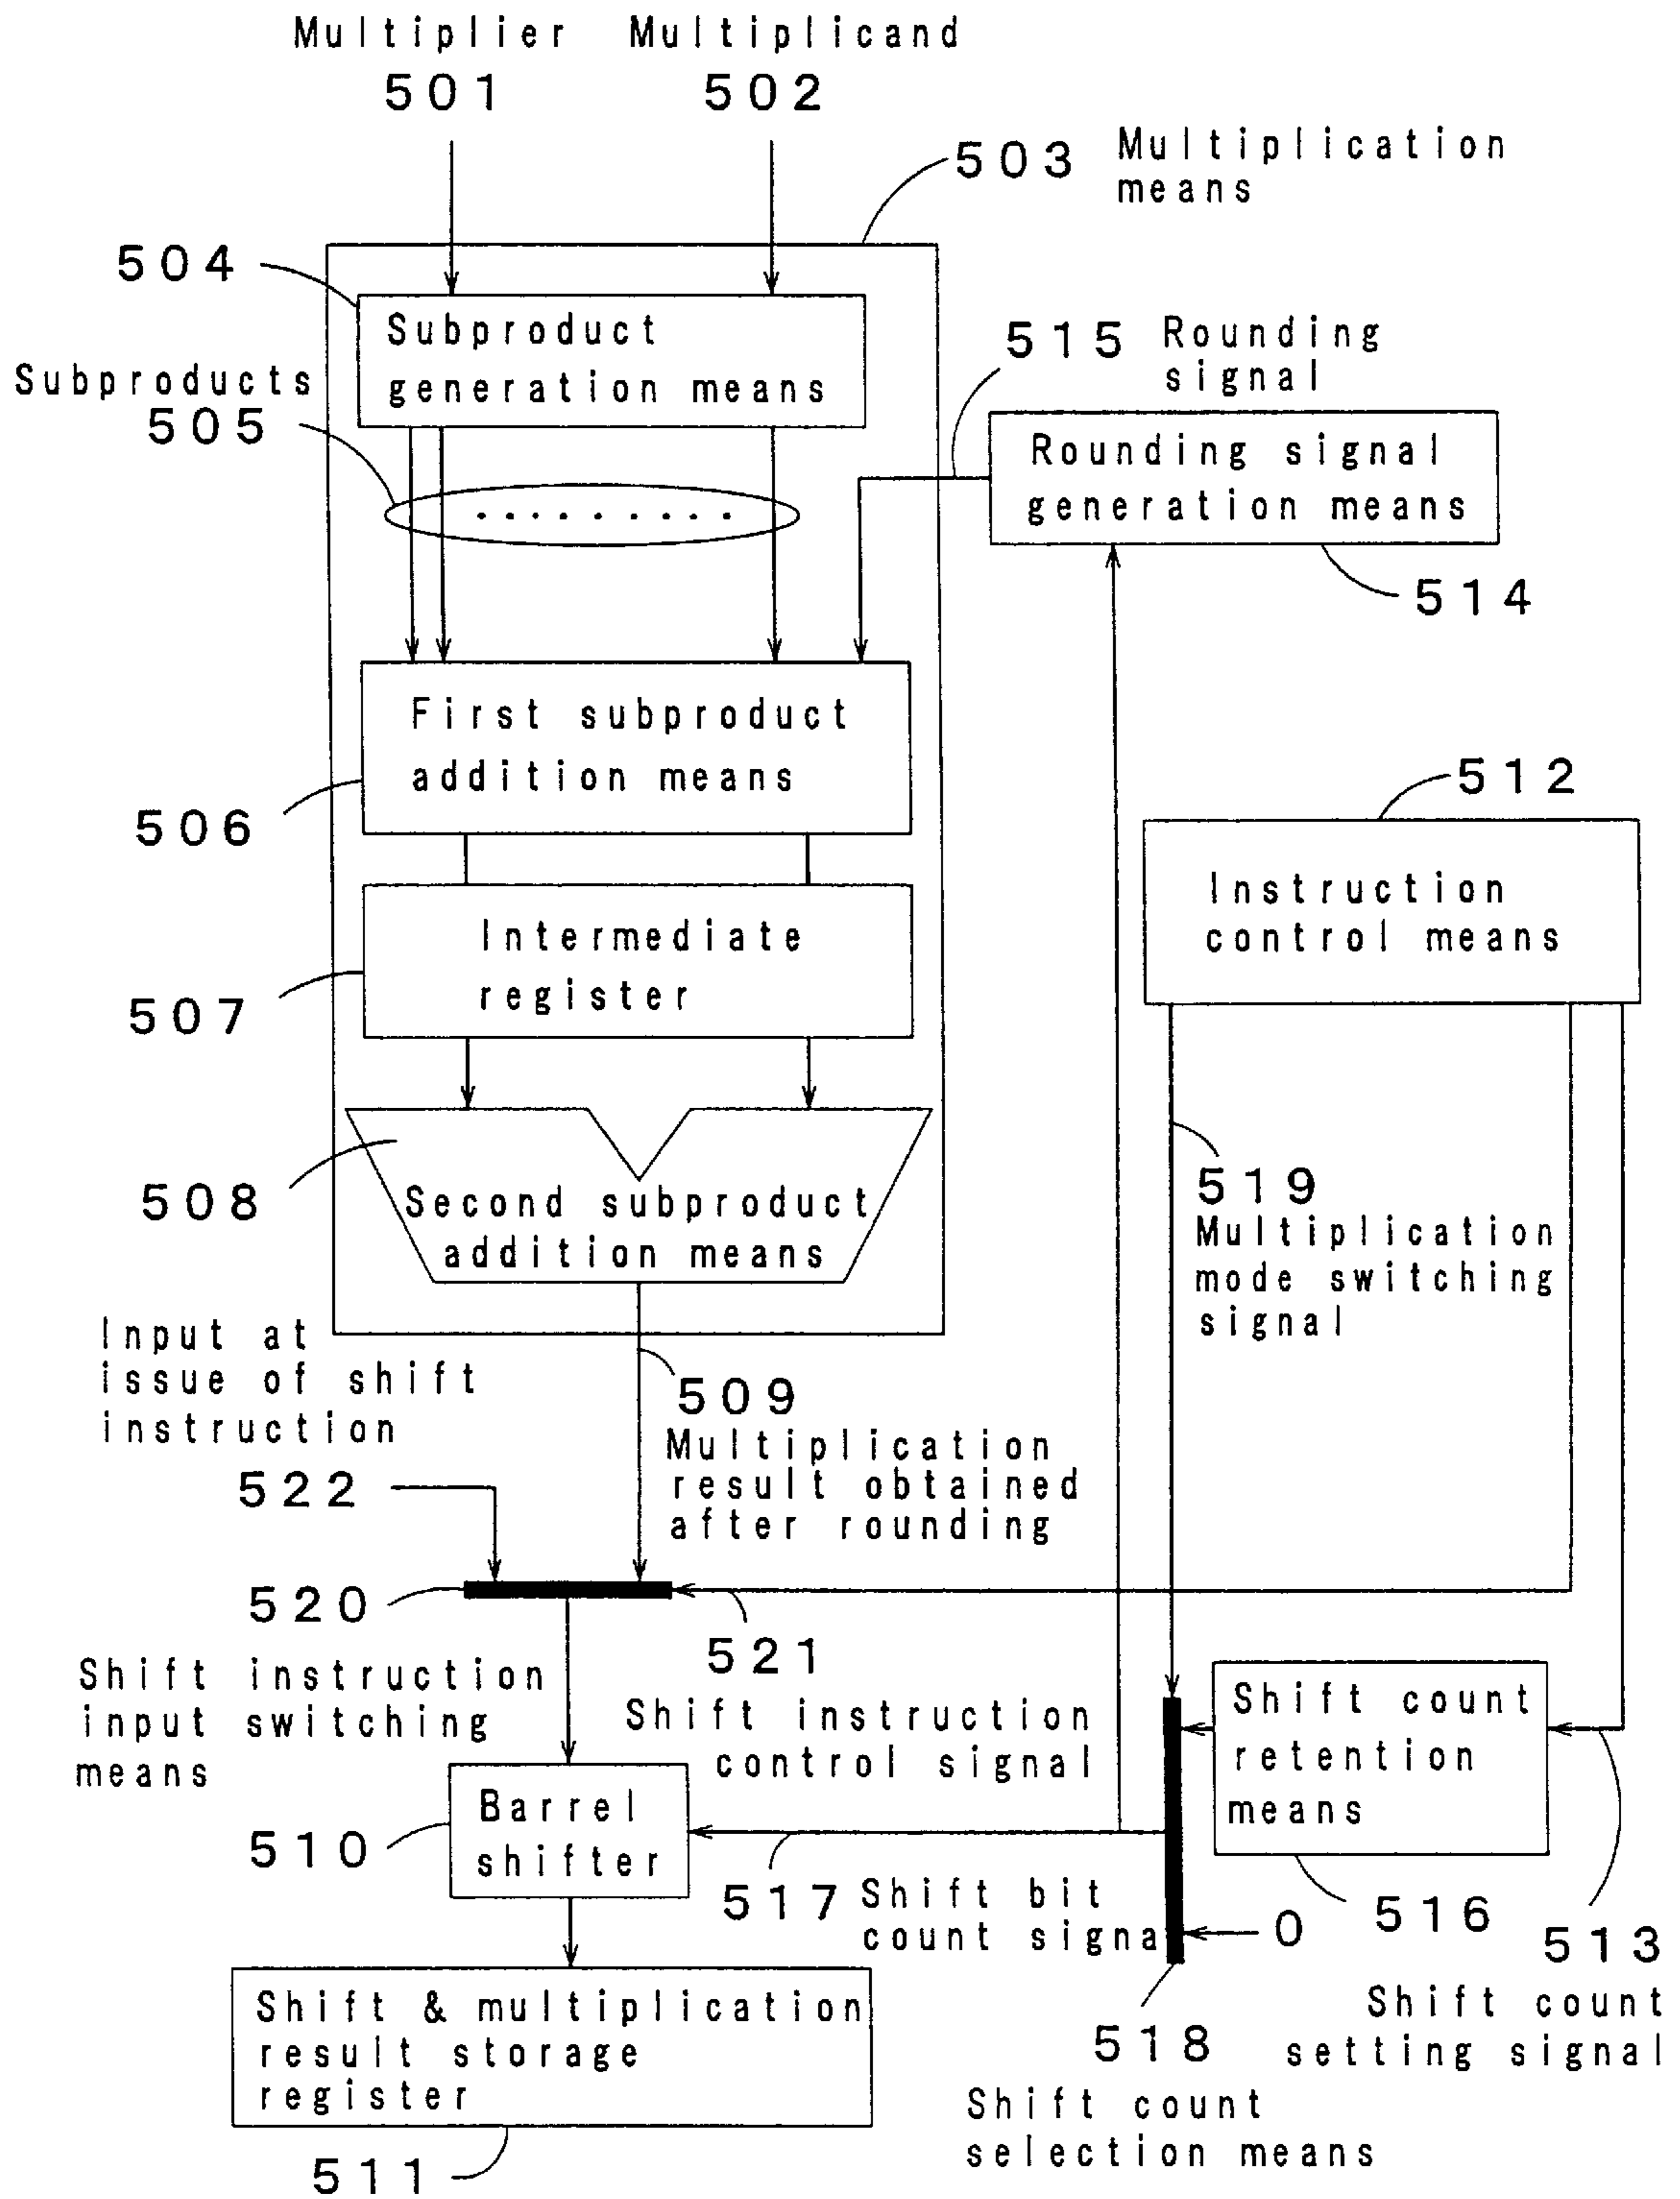 Multiplier
501
Multiplicand
502
503
Multiplication
means
504
Subproduct
generation means
Subproducts
505
515
Rounding
signal
Rounding signal
generation means
514
First subproduct
addition means
506
512
Instruction
control means
Intermediate
register
507
508
Second subproduct
addition means
519
Multiplication
mode switching
signal
Input at
issue of shift
instruction
522
509
Multiplication
result obtained
after rounding
520
521
Shift instruction
input switching
means
Shift instruction
control signal
Shift count
retention
means
Barrel
shifter
510
517
Shift bit
count signa
0
516
513
Shift count
setting signal
518
Shift count
selection means
Shift & multiplication
result storage
register
511